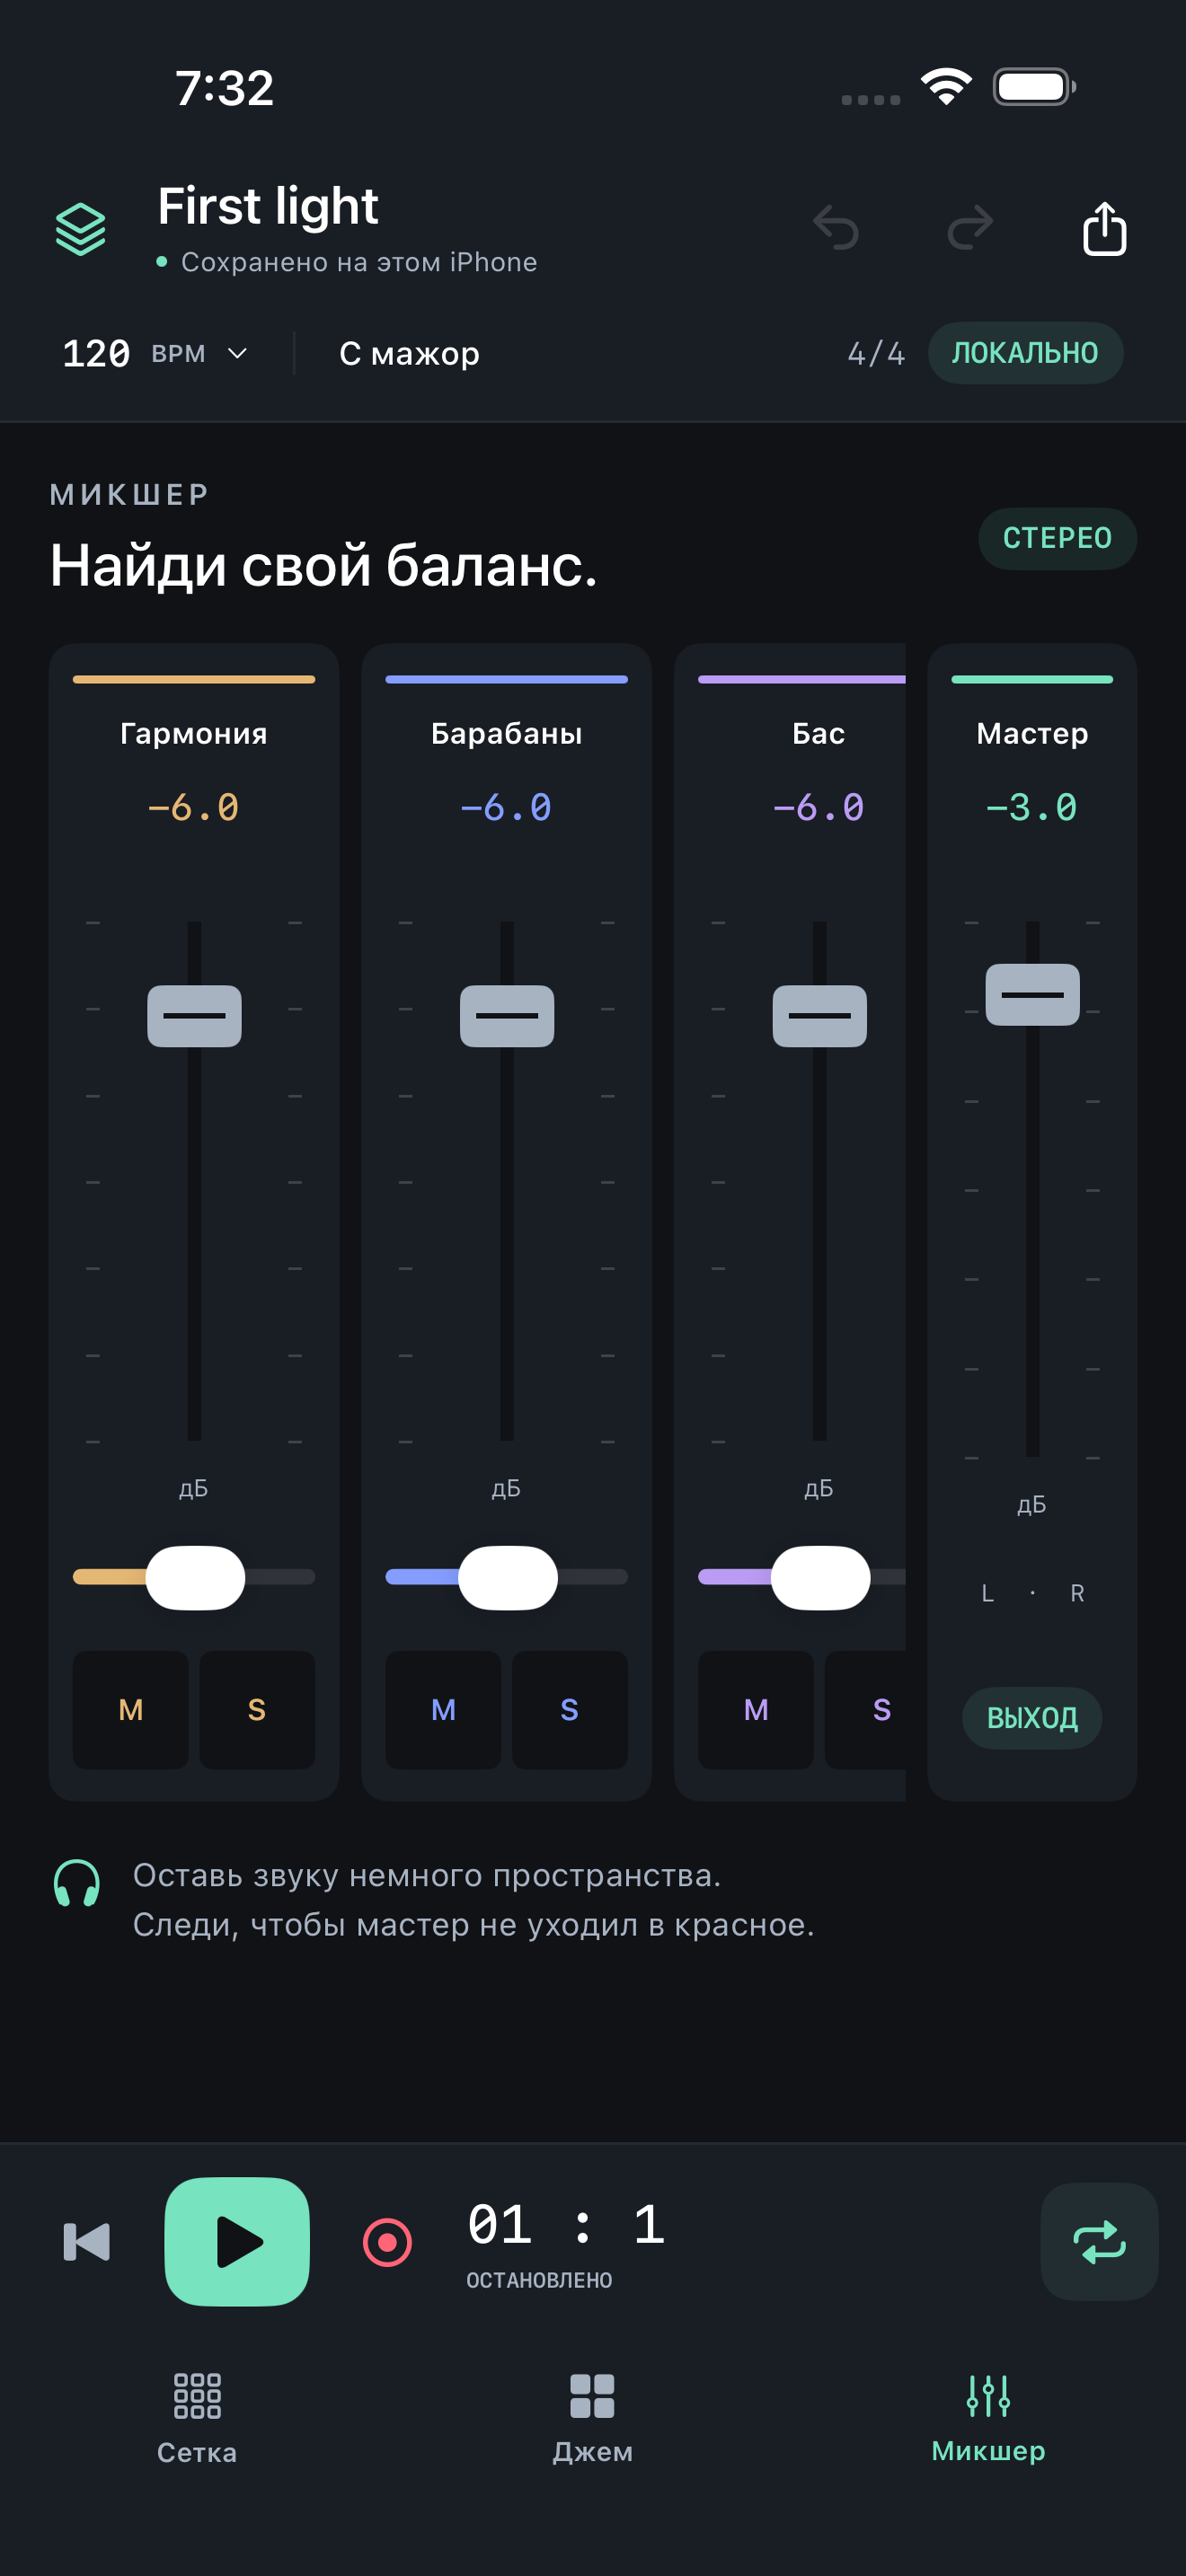 7:32
First light
Сохранено на этом iPhone
120 BPM
C мажор
4/4
ЛОКАЛЬНО
МИКШЕР
Найди свой баланс.
СТЕРЕО
Гармония
Барабаны
Бас
Мастер
−6.0
−6.0
−6.0
−3.0
дБ
дБ
дБ
дБ
L · R
M S
M S
M S
ВЫХОД
Оставь звуку немного пространства.
Следи, чтобы мастер не уходил в красное.
01 : 1
ОСТАНОВЛЕНО
Сетка
Джем
Микшер